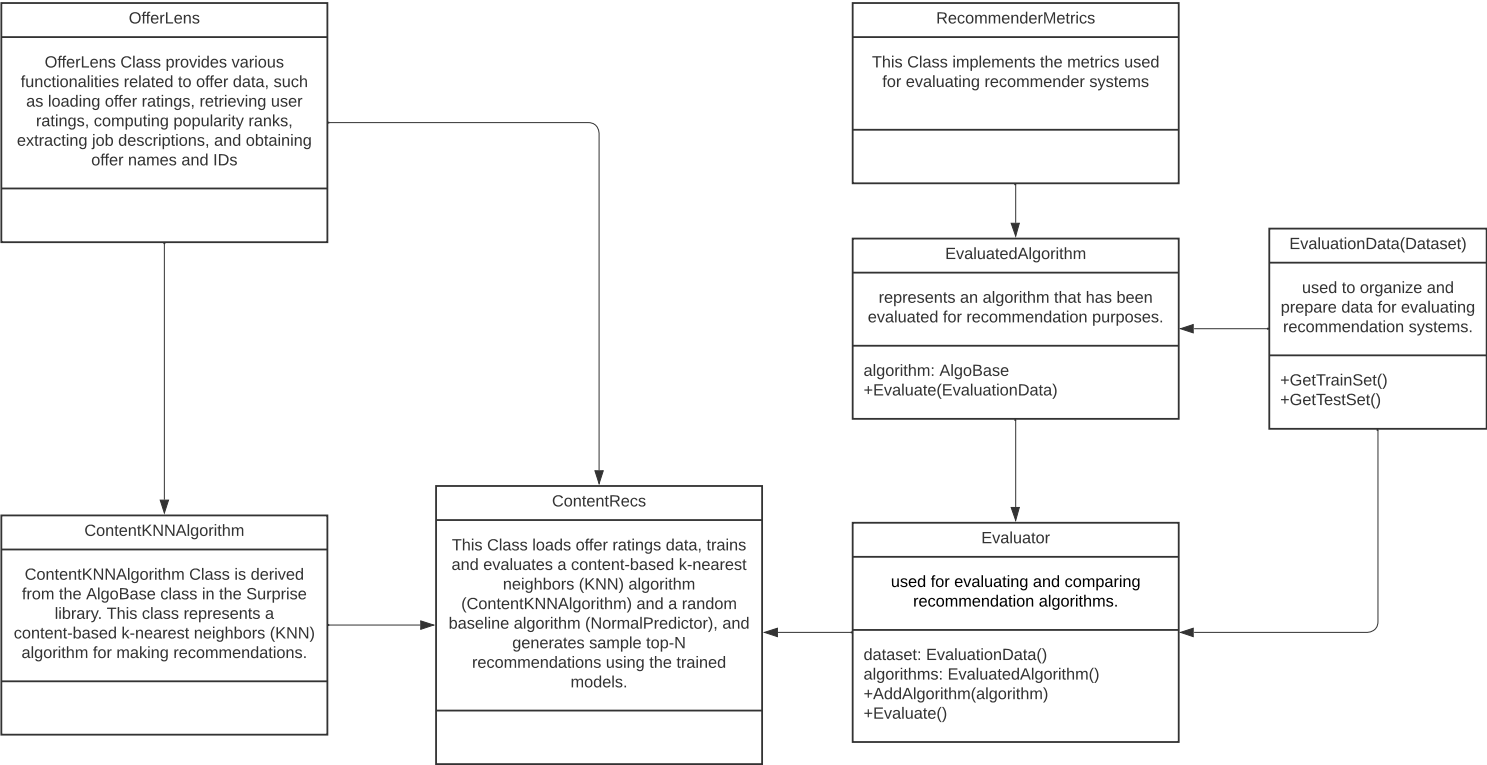 OfferLens
OfferLens Class provides various
functionalities related to offer data, such
as loading offer ratings, retrieving user
ratings, computing popularity ranks,
extracting job descriptions, and obtaining
offer names and IDs
RecommenderMetrics
This Class implements the metrics used
for evaluating recommender systems
EvaluatedAlgorithm
represents an algorithm that has been
evaluated for recommendation purposes.
algorithm: AlgoBase
+Evaluate(EvaluationData)
EvaluationData(Dataset)
used to organize and
prepare data for evaluating
recommendation systems.
+GetTrainSet()
+GetTestSet()
ContentKNNAlgorithm
ContentKNNAlgorithm Class is derived
from the AlgoBase class in the Surprise
library. This class represents a
content-based k-nearest neighbors (KNN)
algorithm for making recommendations.
ContentRecs
This Class loads offer ratings data, trains
and evaluates a content-based k-nearest
neighbors (KNN) algorithm
(ContentKNNAlgorithm) and a random
baseline algorithm (NormalPredictor), and
generates sample top-N
recommendations using the trained
models.
Evaluator
used for evaluating and comparing
recommendation algorithms.
dataset: EvaluationData()
algorithms: EvaluatedAlgorithm()
+AddAlgorithm(algorithm)
+Evaluate()